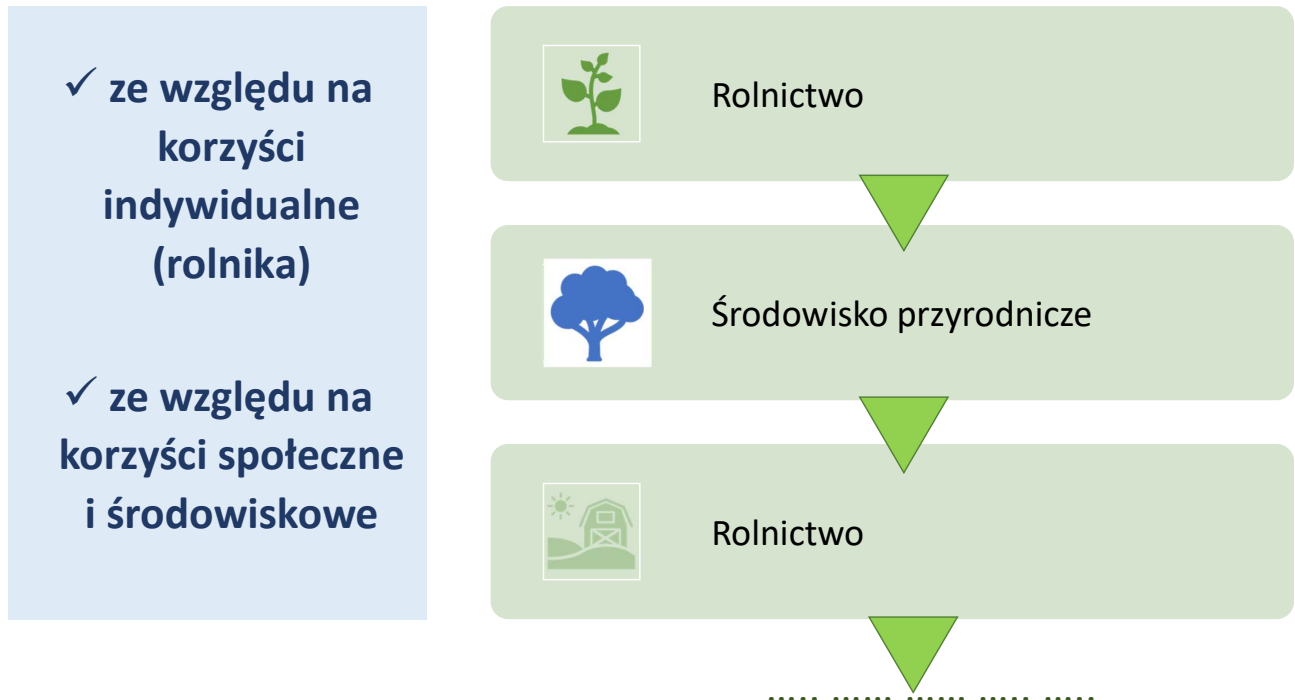 ✓ ze względu na
korzyści
indywidualne
(rolnika)
✓ ze względu na
korzyści społeczne
i środowiskowe
Rolnictwo
Środowisko przyrodnicze
Rolnictwo